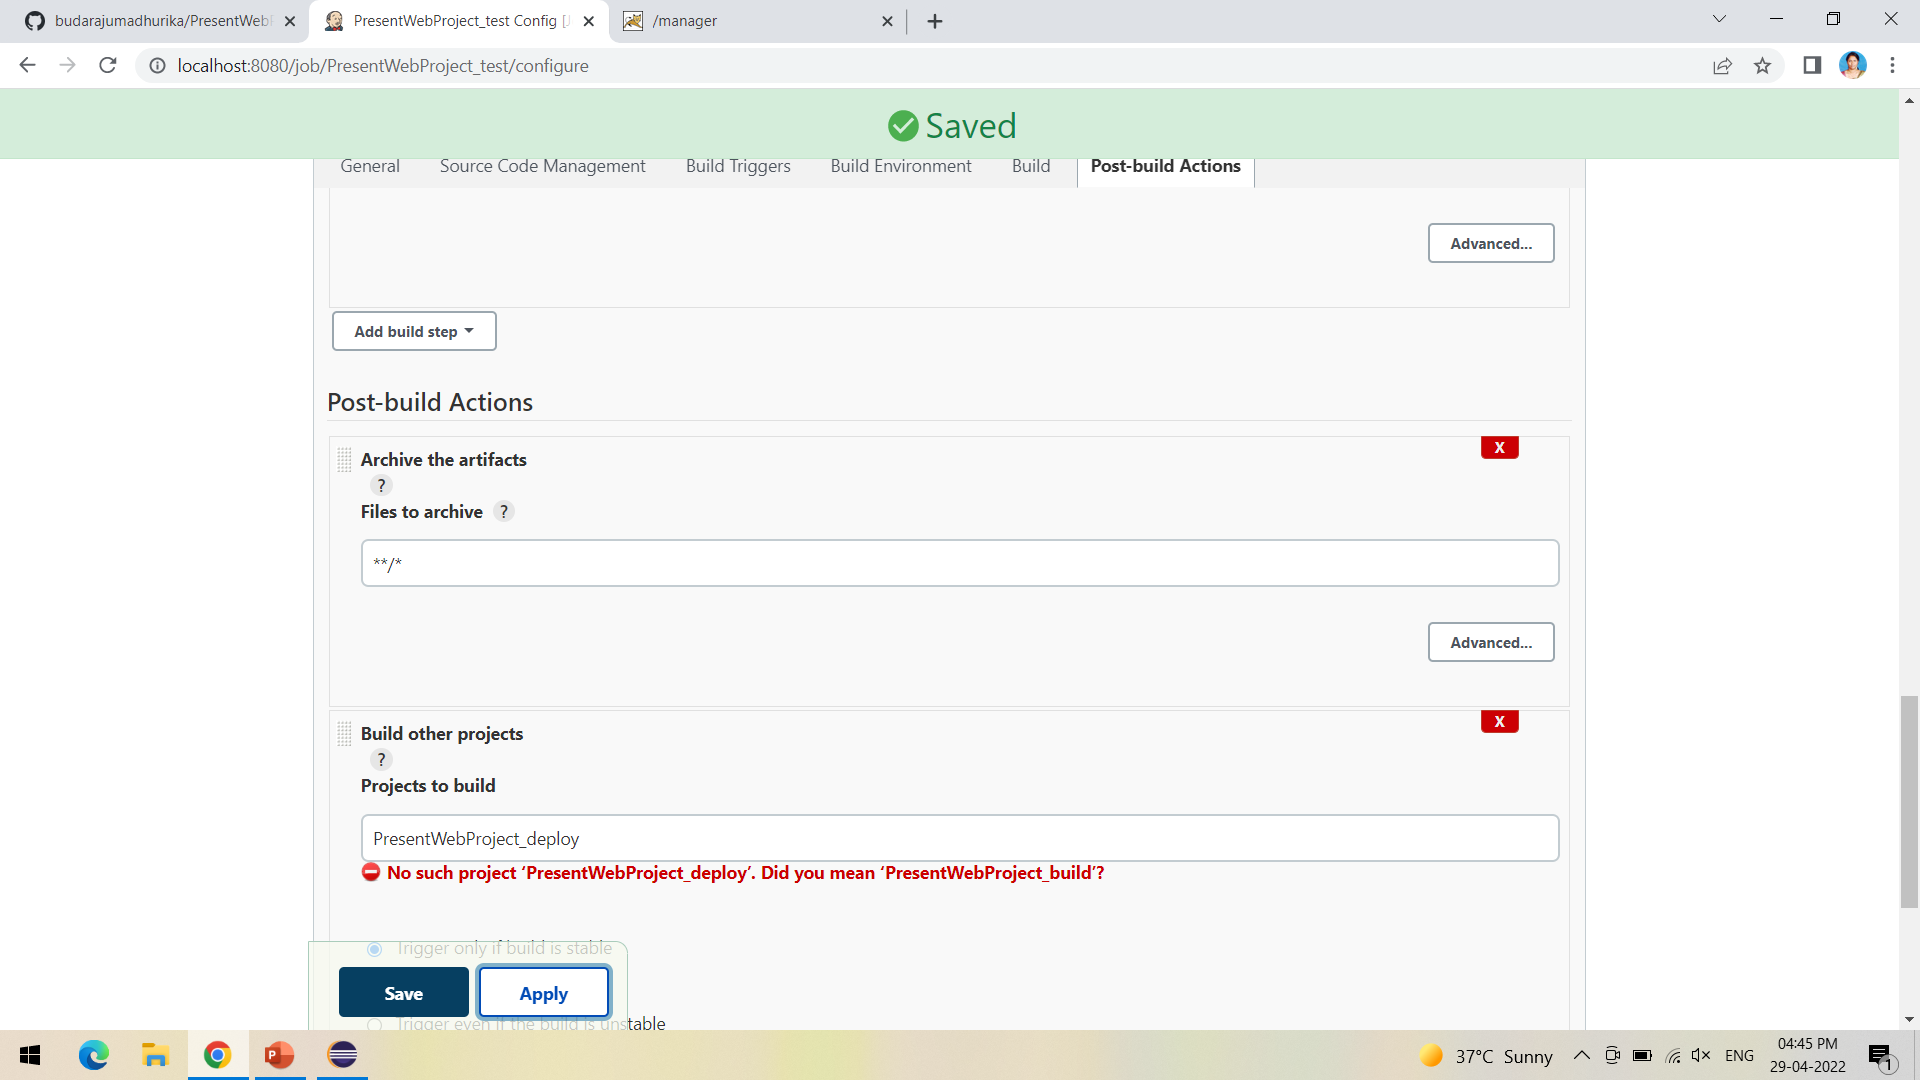 budarajumadhurika/PresentWeb
PresentWebProject_test Config [J
/manager
localhost:8080/job/PresentWebProject_test/configure
Saved
General
Source Code Management
Build Triggers
Build Environment
Build
Post-build Actions
Advanced...
Add build step
Post-build Actions
X
Archive the artifacts
?
Files to archive ?
**/*
Advanced...
X
Build other projects
?
Projects to build
PresentWebProject_deploy
No such project ‘PresentWebProject_deploy’. Did you mean ‘PresentWebProject_build’?
Trigger only if build is stable
Save
Apply
Trigger even if the build is unstable
37°C Sunny
ENG
04:45 PM
29-04-2022
1